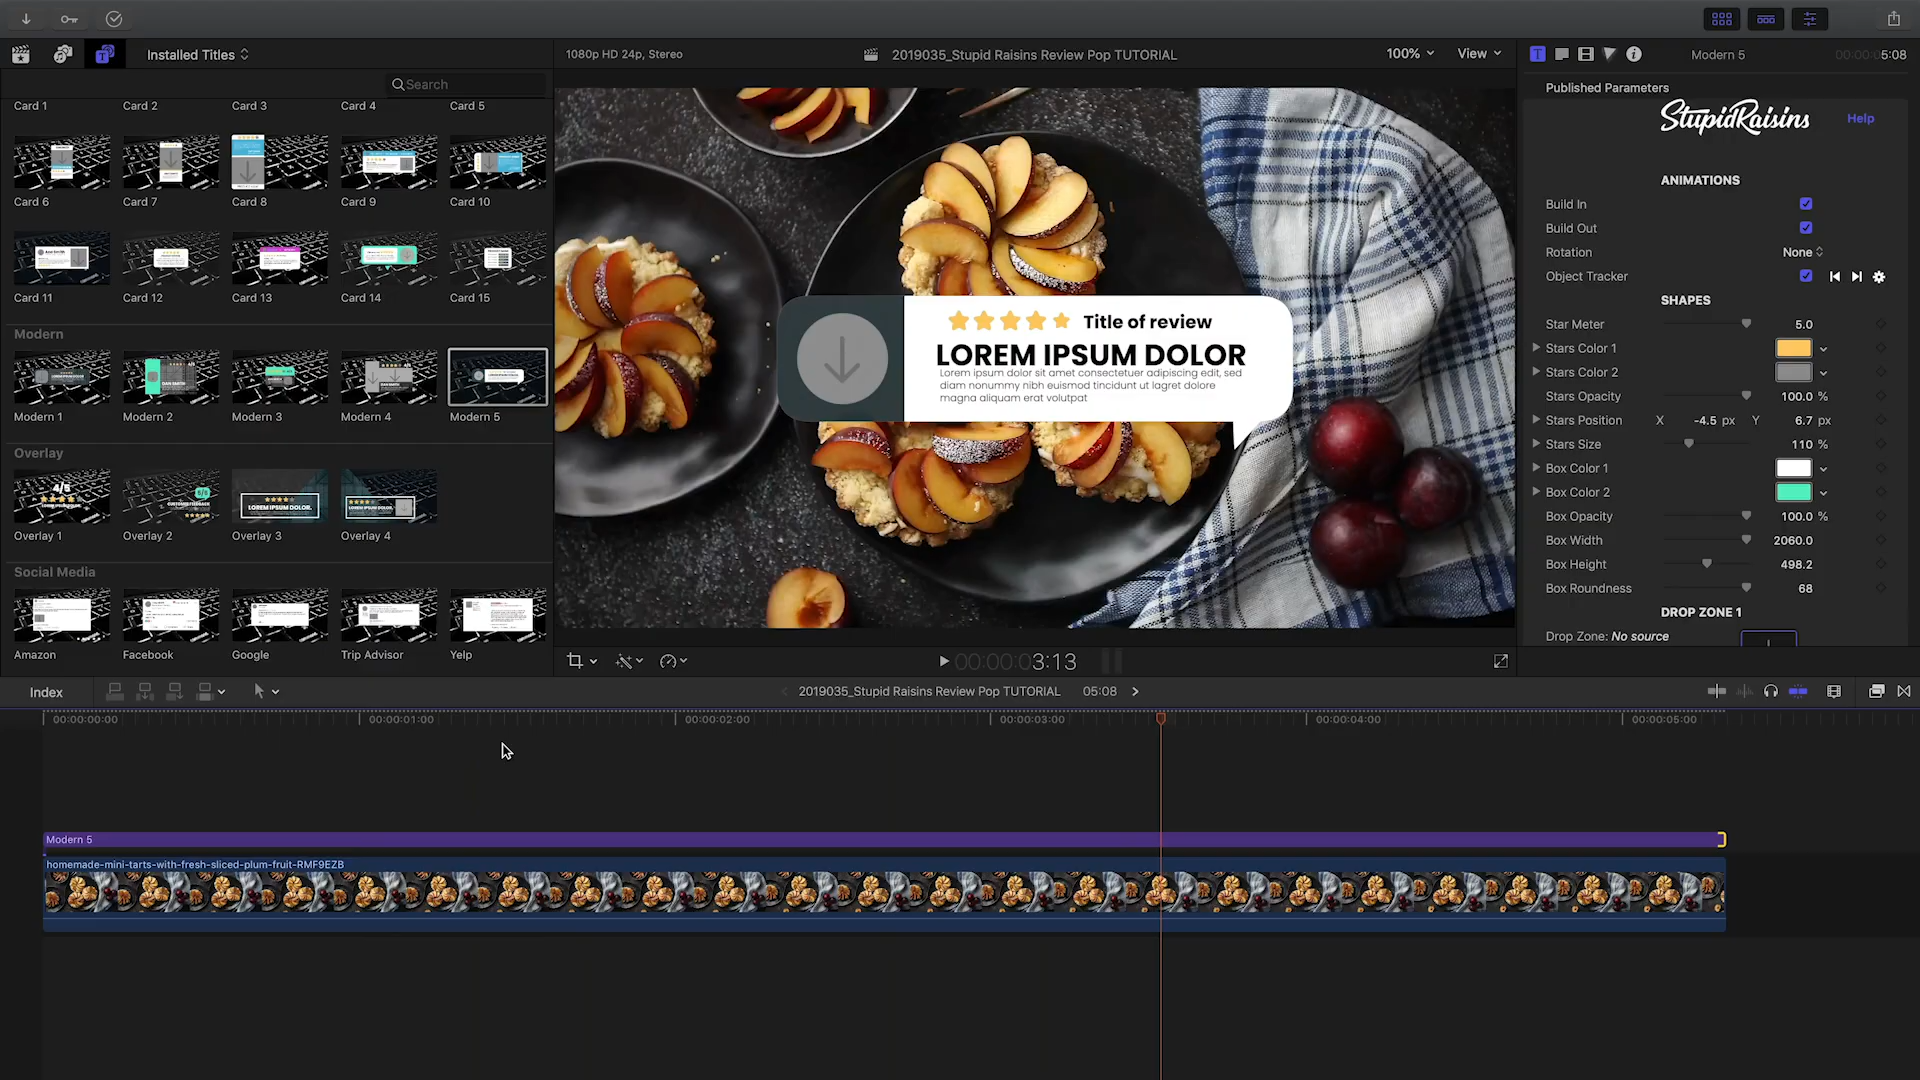 Installed Titles
1080p HD 24p, Stereo
2019035_Stupid Raisins Review Pop TUTORIAL
100%
View
Modern 5
00:00:00:05:08
Search
Card 1
Card 2
Card 3
Card 4
Card 5
Card 6
Card 7
Card 8
Card 9
Card 10
Card 11
Card 12
Card 13
Card 14
Card 15
Modern
Modern 1
Modern 2
Modern 3
Modern 4
Modern 5
Overlay
Overlay 1
Overlay 2
Overlay 3
Overlay 4
Social Media
Amazon
Facebook
Google
Trip Advisor
Yelp
Title of review
LOREM IPSUM DOLOR
Lorem ipsum dolor sit amet consectetuer adipiscing edit, sed
diam nonummy nibh euismod tincidunt ut lagret dolore
magna aliquam erat volutpat
Published Parameters
StupidRaisins
Help
ANIMATIONS
Build In
Build Out
Rotation None
Object Tracker
SHAPES
Star Meter 5.0
Stars Color 1
Stars Color 2
Stars Opacity 100.0 %
Stars Position X -4.5 px Y 6.7 px
Stars Size 110 %
Box Color 1
Box Color 2
Box Opacity 100.0 %
Box Width 2060.0
Box Height 498.2
Box Roundness 68
DROP ZONE 1
Drop Zone: No source
00:00:03:13
Index
2019035_Stupid Raisins Review Pop TUTORIAL
05:08
00:00:00:00
00:00:01:00
00:00:02:00
00:00:03:00
00:00:04:00
00:00:05:00
Modern 5
homemade-mini-tarts-with-fresh-sliced-plum-fruit-RMF9EZB